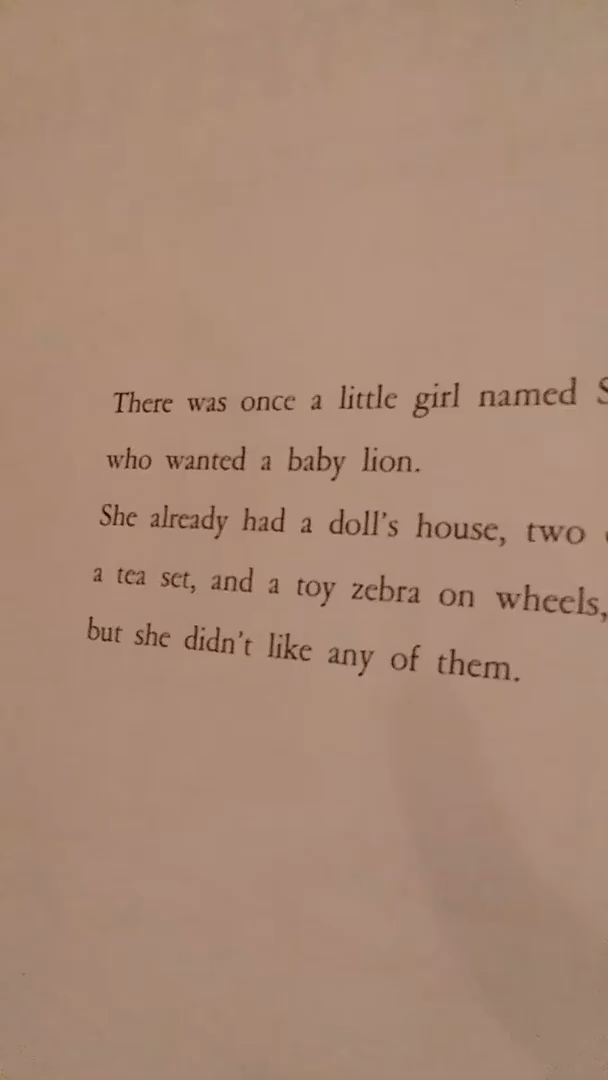 There was once a little girl named
who wanted a baby lion.
She already had a doll's house, two
a tea set, and a toy zebra on wheels,
but she didn't like any of them.